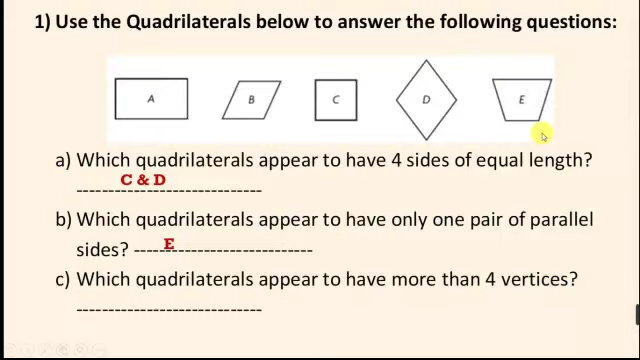 1) Use the Quadrilaterals below to answer the following questions:
A B C D E
a) Which quadrilaterals appear to have 4 sides of equal length?
C & D
b) Which quadrilaterals appear to have only one pair of parallel
sides? E
c) Which quadrilaterals appear to have more than 4 vertices?